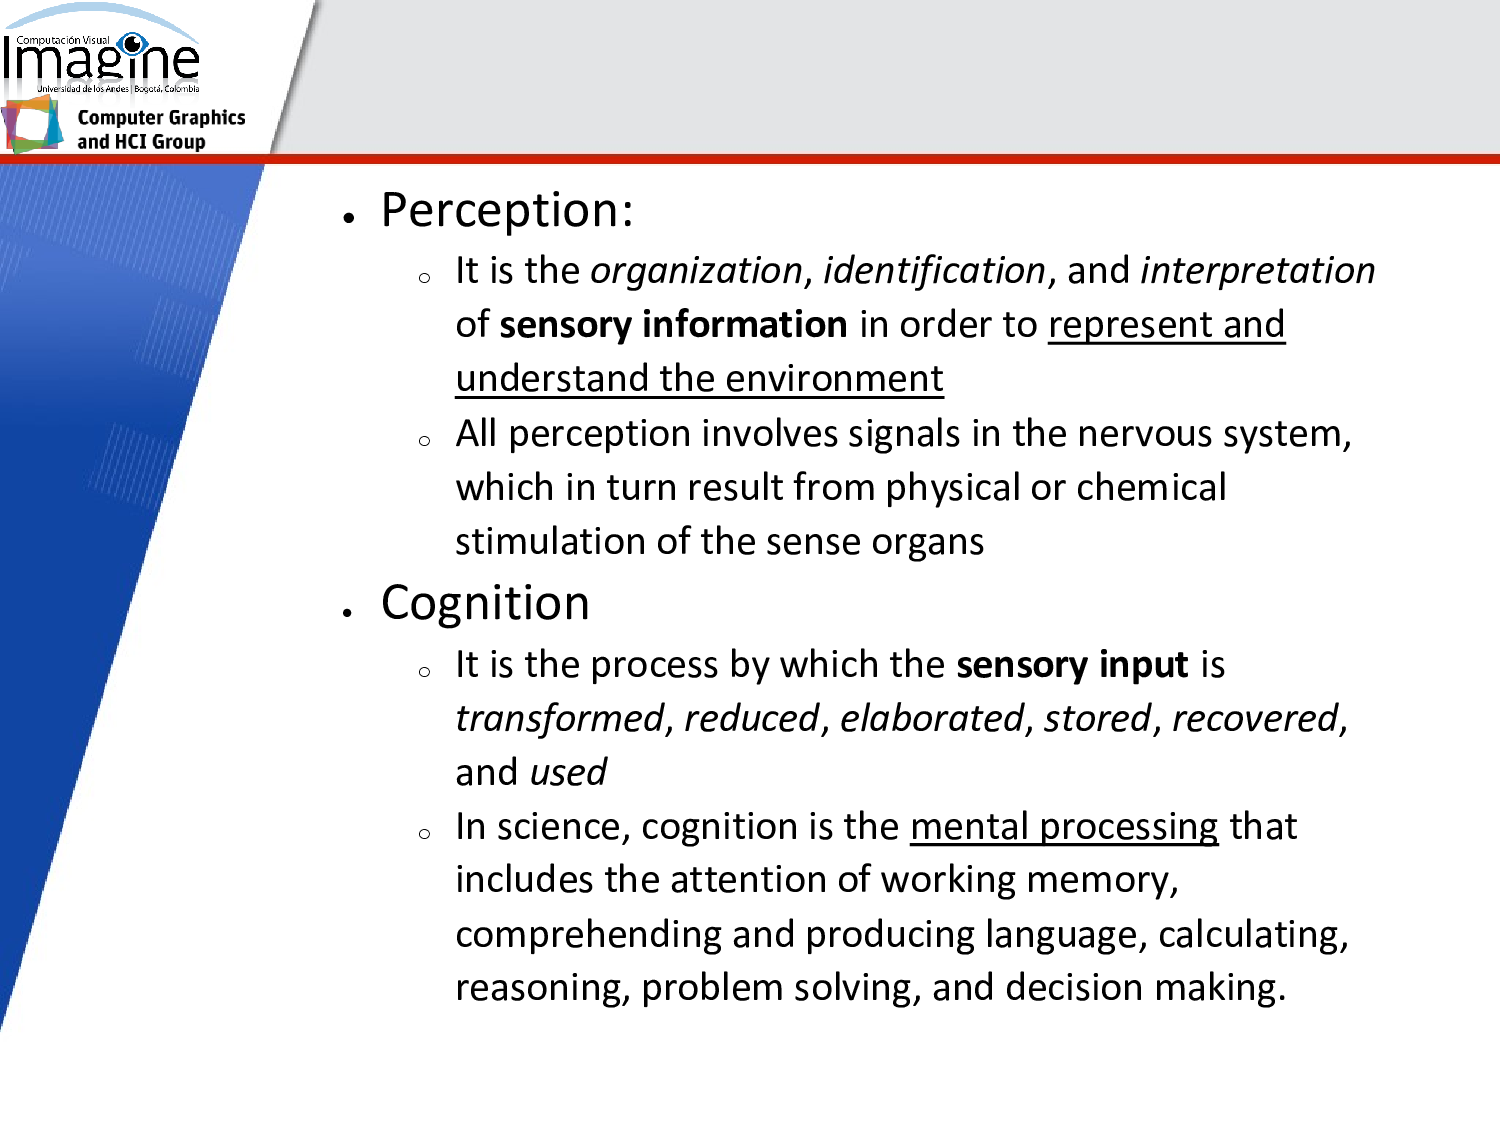 Computación Visual
Imagine
Universidad de los Andes | Bogotá, Colombia
Computer Graphics
and HCI Group
• Perception:
o It is the organization, identification, and interpretation
of sensory information in order to represent and
understand the environment
o All perception involves signals in the nervous system,
which in turn result from physical or chemical
stimulation of the sense organs
• Cognition
o It is the process by which the sensory input is
transformed, reduced, elaborated, stored, recovered,
and used
o In science, cognition is the mental processing that
includes the attention of working memory,
comprehending and producing language, calculating,
reasoning, problem solving, and decision making.